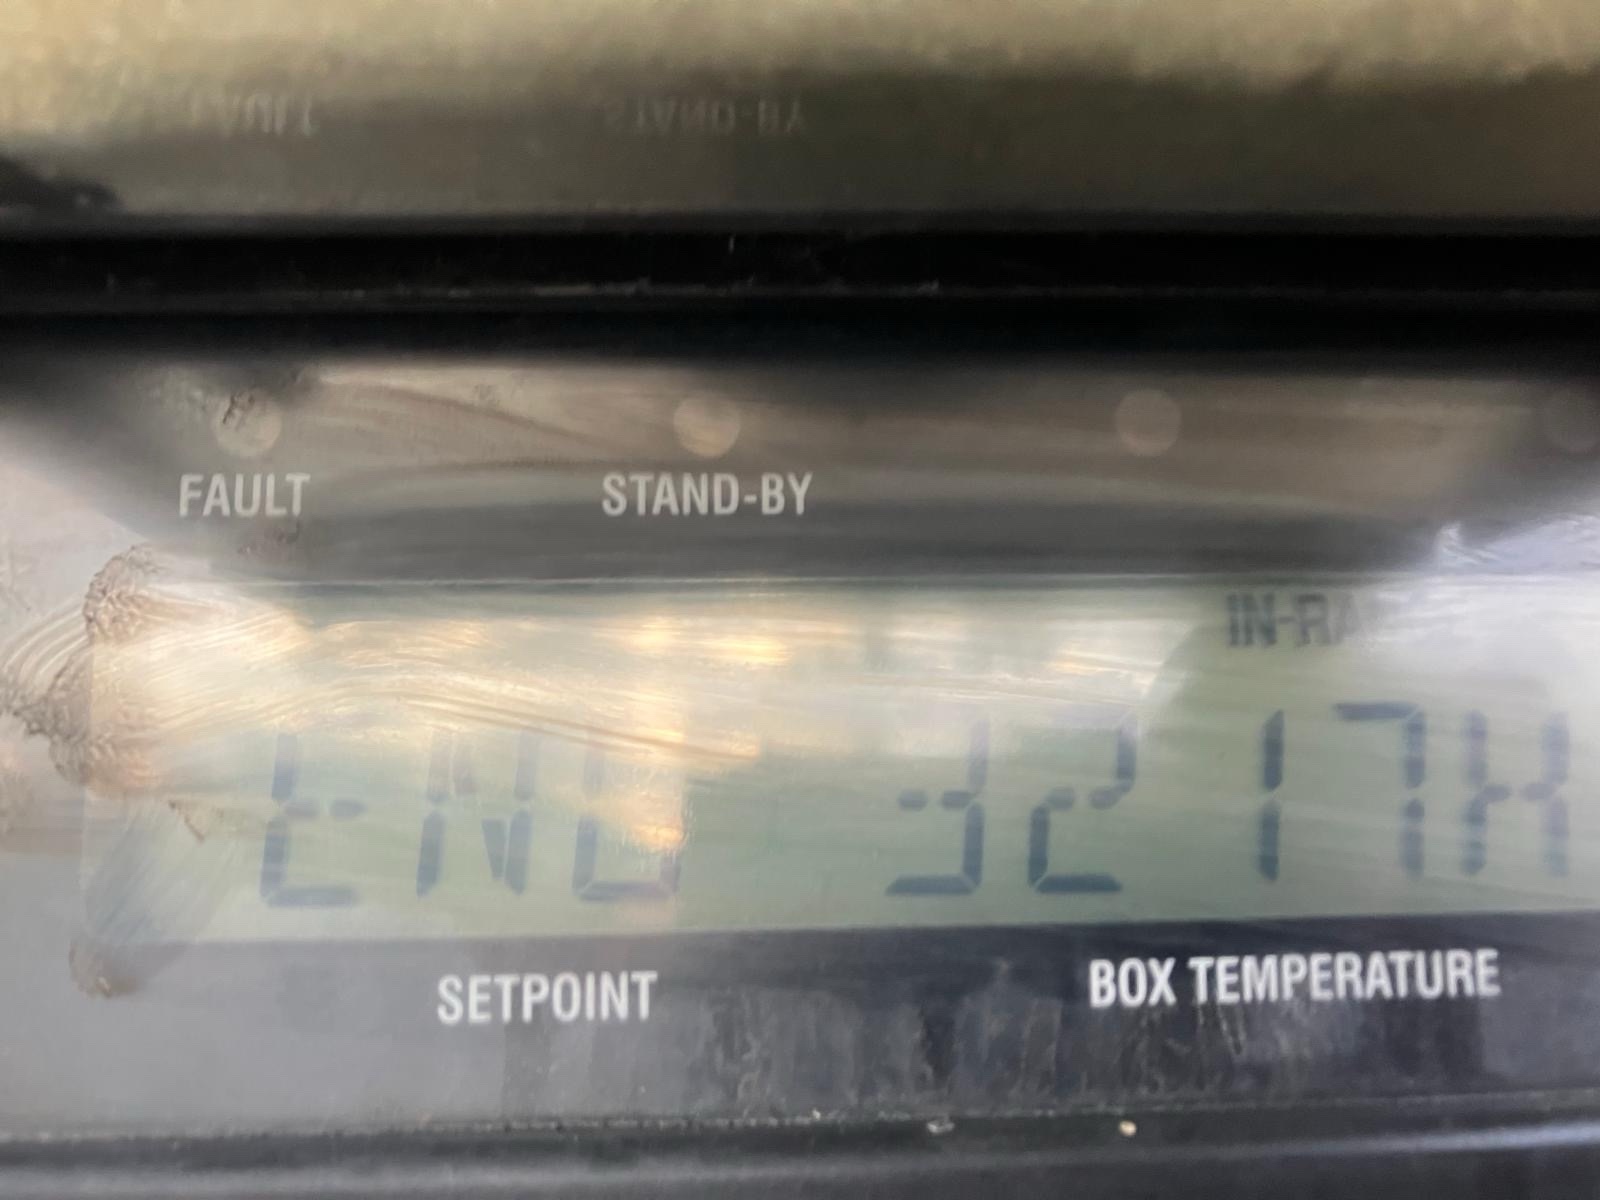 FAULT STAND-BY
IN-RA
ENG 3217H
SETPOINT BOX TEMPERATURE